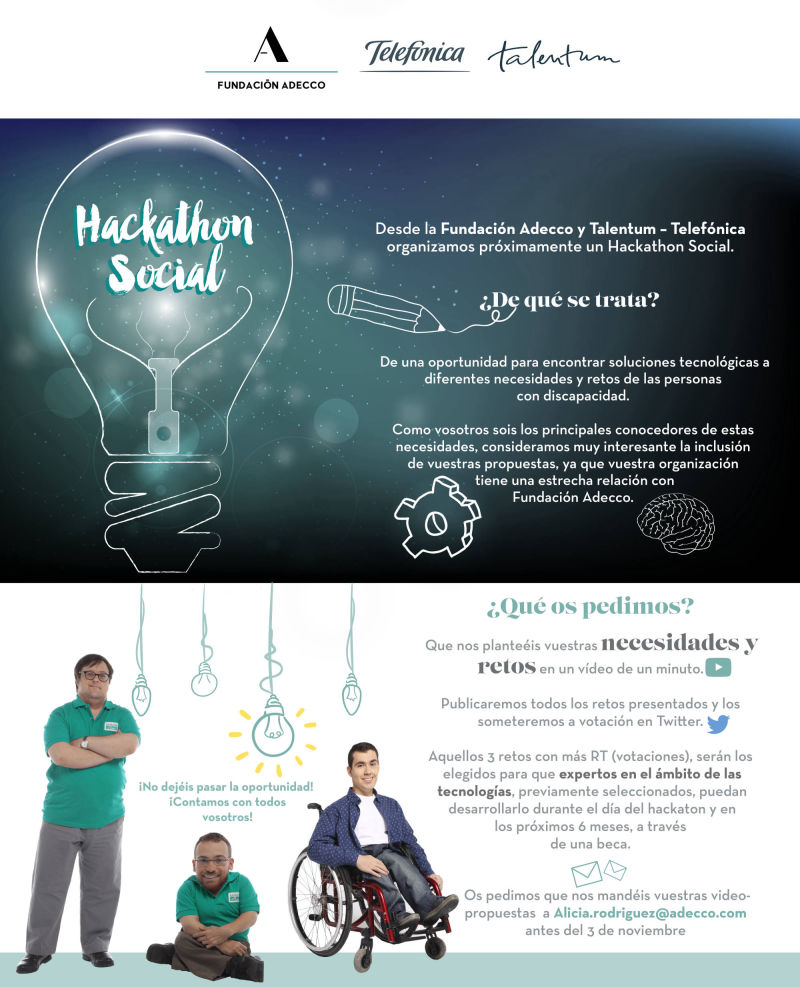 A
FUNDACIÓN ADECCO
Telefónica
talentum
Hackathon
Social
Desde la Fundación Adecco y Talentum – Telefónica
organizamos próximamente un Hackathon Social.
¿De qué se trata?
De una oportunidad para encontrar soluciones tecnológicas a
diferentes necesidades y retos de las personas
con discapacidad.
Como vosotros sois los principales conocedores de estas
necesidades, consideramos muy interesante la inclusión
de vuestras propuestas, ya que vuestra organización
tiene una estrecha relación con
Fundación Adecco.
¿Qué os pedimos?
Que nos planteéis vuestras necesidades y
retos en un vídeo de un minuto.
Publicaremos todos los retos presentados y los
someteremos a votación en Twitter.
Aquellos 3 retos con más RT (votaciones), serán los
elegidos para que expertos en el ámbito de las
tecnologías, previamente seleccionados, puedan
desarrollarlo durante el día del hackaton y en
los próximos 6 meses, a través
de una beca.
Os pedimos que nos mandéis vuestras video-
propuestas a Alicia.rodriguez@adecco.com
antes del 3 de noviembre
¡No dejéis pasar la oportunidad!
¡Contamos con todos
vosotros!